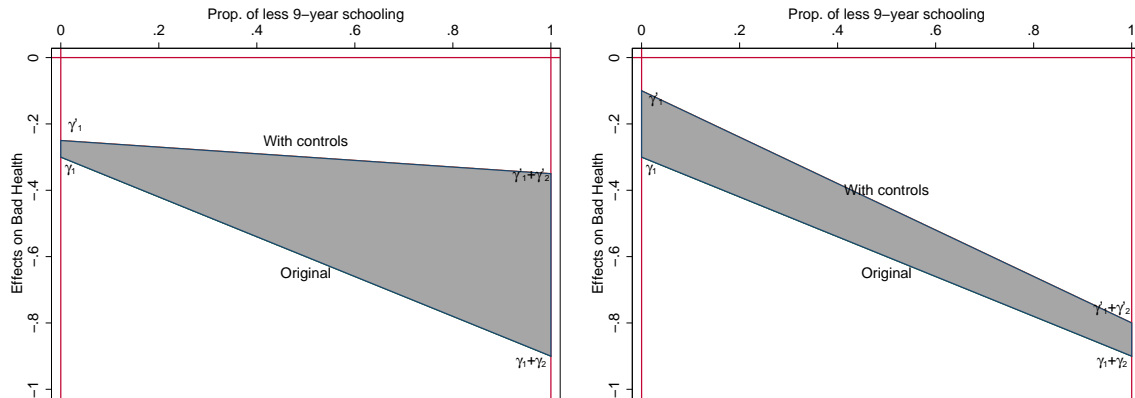 Prop. of less 9−year schooling
0 .2 .4 .6 .8 1
Effects on Bad Health
0
−.2
−.4
−.6
−.8
−1
γ'₁
γ₁
With controls
γ'₁+γ'₂
Original
γ₁+γ₂
Prop. of less 9−year schooling
0 .2 .4 .6 .8 1
Effects on Bad Health
0
−.2
−.4
−.6
−.8
−1
γ'₁
γ₁
With controls
Original
γ'₁+γ'₂
γ₁+γ₂